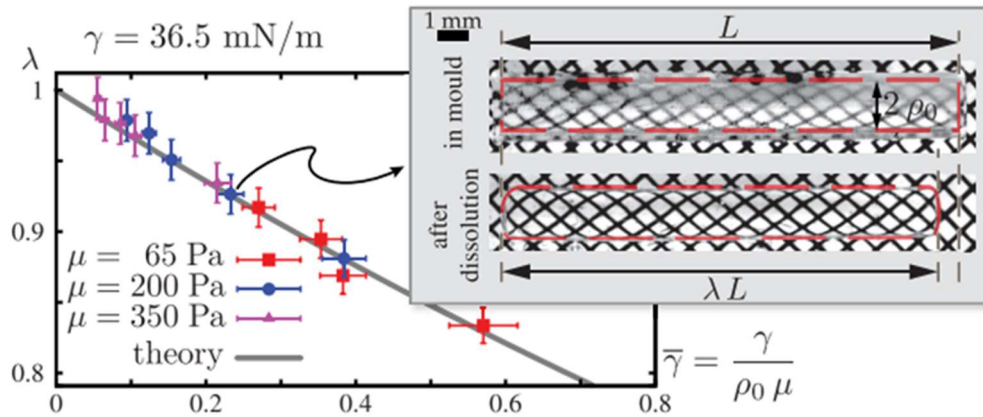 γ = 36.5 mN/m
λ
1
0.9
0.8
0
0.2
0.4
0.6
0.8
μ = 65 Pa
μ = 200 Pa
μ = 350 Pa
theory
γ̅ = γ / (ρ₀ μ)
1 mm
L
in mould
2 ρ₀
after
dissolution
λ L